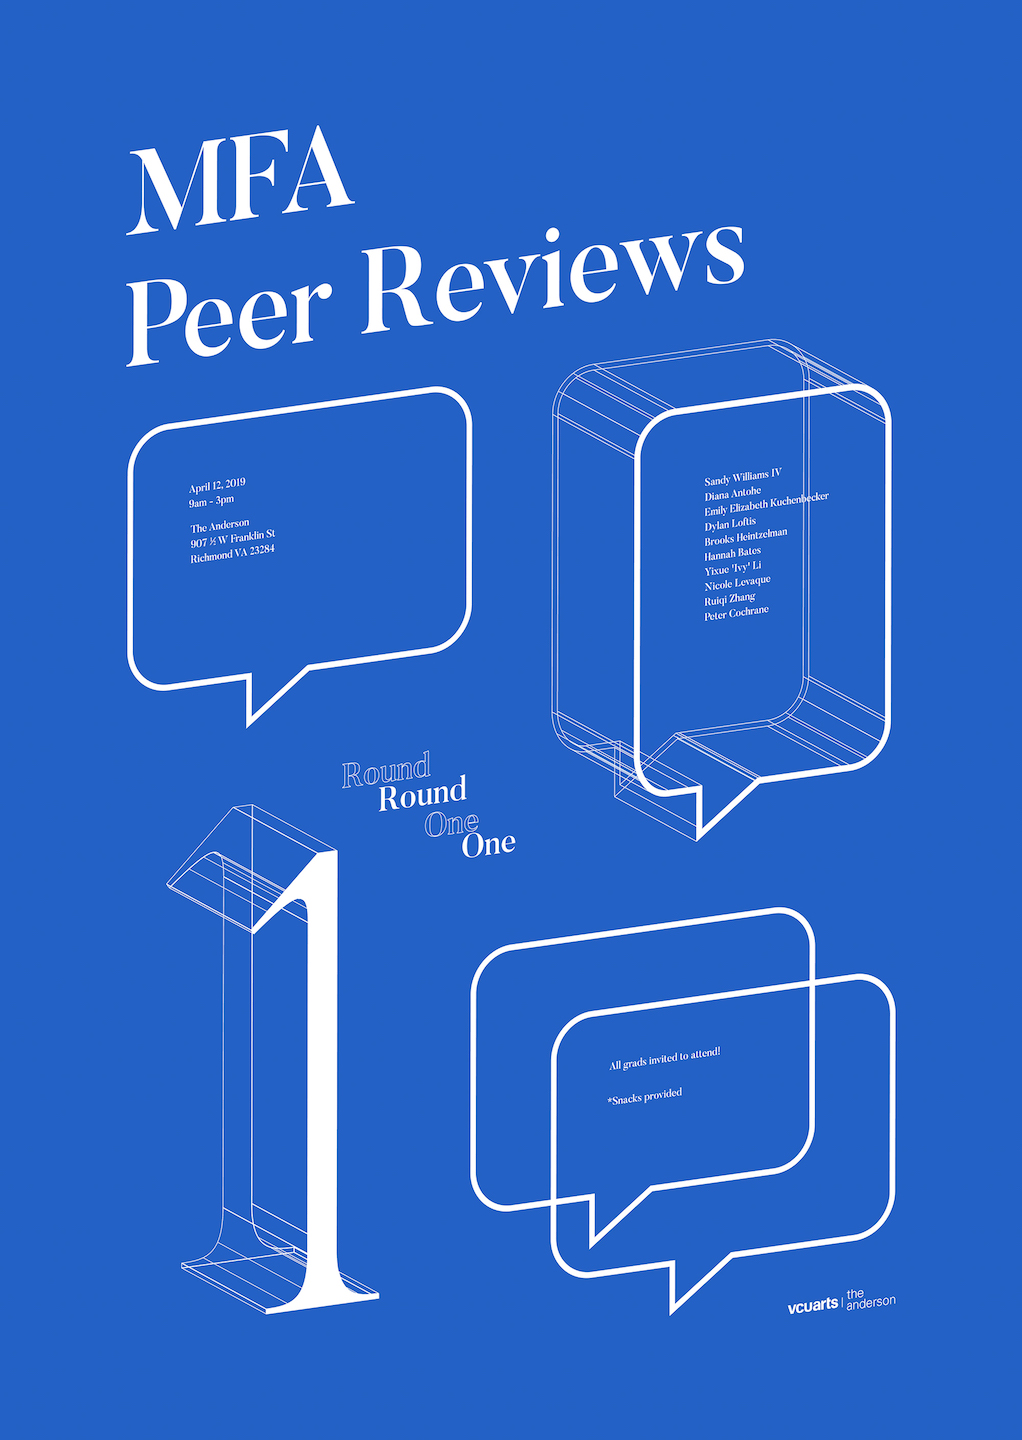 MFA
Peer Reviews
April 12, 2019
9am - 3pm
The Anderson
907 ½ W Franklin St
Richmond VA 23284
Sandy Williams IV
Diana Antohe
Emily Elizabeth Kuchenbecker
Dylan Loftis
Brooks Heintzelman
Hannah Bates
Yixue 'Ivy' Li
Nicole Levaque
Ruiqi Zhang
Peter Cochrane
Round
Round
One
One
1
All grads invited to attend!
*Snacks provided
vcuarts | the
anderson